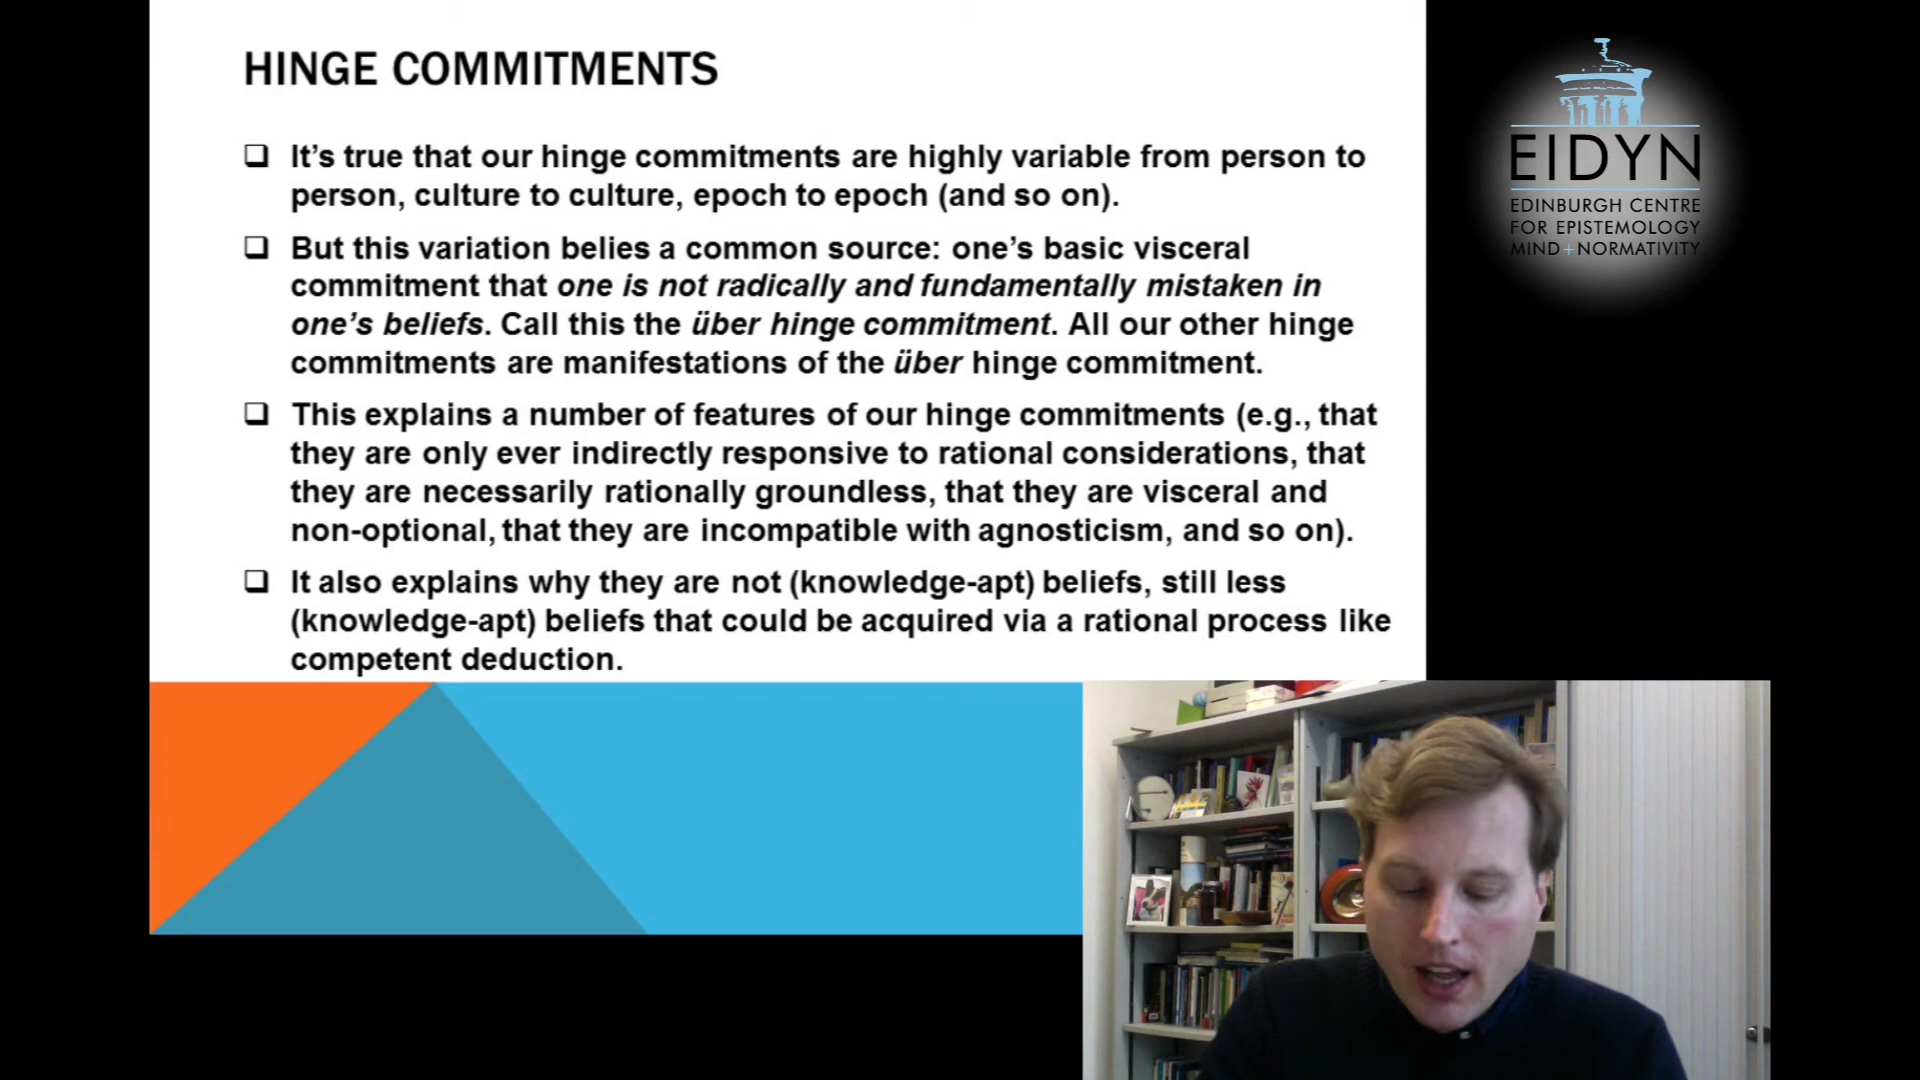 HINGE COMMITMENTS
It's true that our hinge commitments are highly variable from person to
person, culture to culture, epoch to epoch (and so on).
But this variation belies a common source: one's basic visceral
commitment that one is not radically and fundamentally mistaken in
one's beliefs. Call this the über hinge commitment. All our other hinge
commitments are manifestations of the über hinge commitment.
This explains a number of features of our hinge commitments (e.g., that
they are only ever indirectly responsive to rational considerations, that
they are necessarily rationally groundless, that they are visceral and
non-optional, that they are incompatible with agnosticism, and so on).
It also explains why they are not (knowledge-apt) beliefs, still less
(knowledge-apt) beliefs that could be acquired via a rational process like
competent deduction.
EIDYN
EDINBURGH CENTRE
FOR EPISTEMOLOGY
MIND+NORMATIVITY